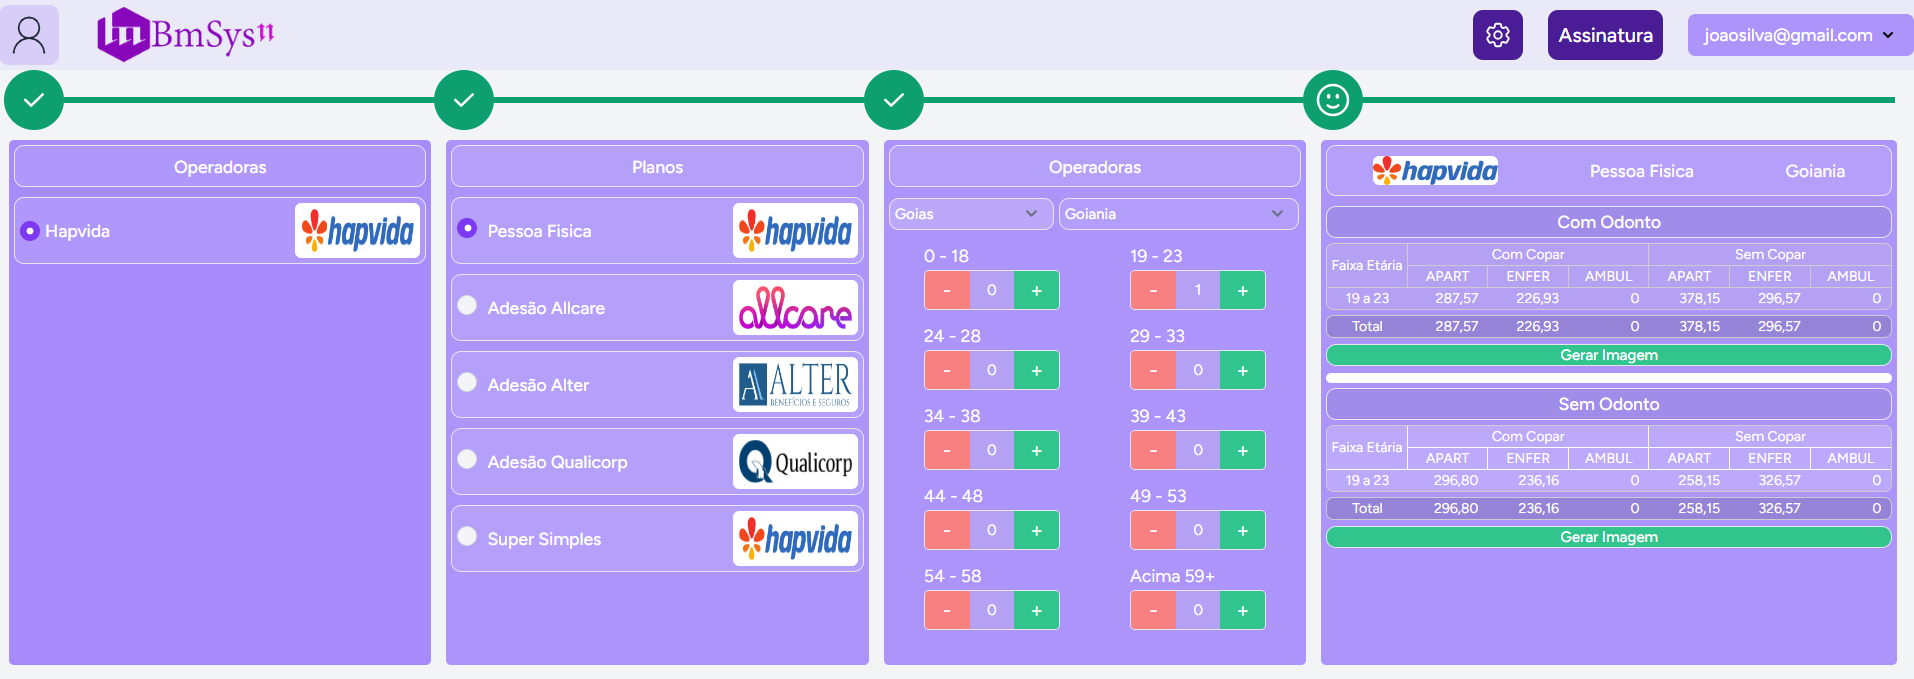 BmSys
Assinatura
joaosilva@gmail.com
Operadoras
Hapvida
hapvida
Planos
Pessoa Fisica
hapvida
Adesão Allcare
allcare
Adesão Alter
ALTER
BENEFÍCIOS E SEGUROS
Adesão Qualicorp
Qualicorp
Super Simples
hapvida
Operadoras
Goias
Goiania
0 - 18
19 - 23
- 0 +
- 1 +
24 - 28
29 - 33
- 0 +
- 0 +
34 - 38
39 - 43
- 0 +
- 0 +
44 - 48
49 - 53
- 0 +
- 0 +
54 - 58
Acima 59+
- 0 +
- 0 +
hapvida Pessoa Fisica Goiania
Com Odonto
Faixa Etária Com Copar Sem Copar
APART ENFER AMBUL APART ENFER AMBUL
19 a 23 287,57 226,93 0 378,15 296,57 0
Total 287,57 226,93 0 378,15 296,57 0
Gerar Imagem
Sem Odonto
Faixa Etária Com Copar Sem Copar
APART ENFER AMBUL APART ENFER AMBUL
19 a 23 296,80 236,16 0 258,15 326,57 0
Total 296,80 236,16 0 258,15 326,57 0
Gerar Imagem